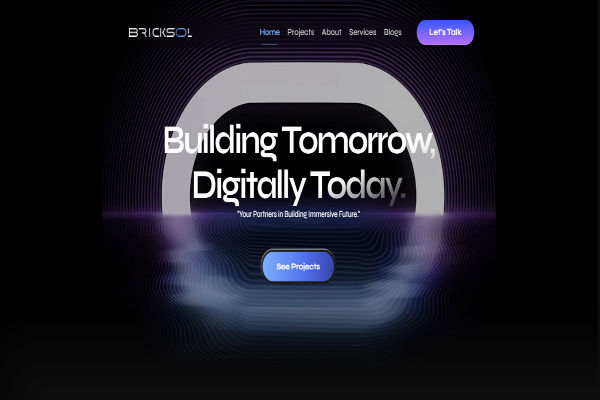 BRICKSOL
Home Projects About Services Blogs Let's Talk
Building Tomorrow,
Digitally Today.
"Your Partners in Building Immersive Future."
See Projects